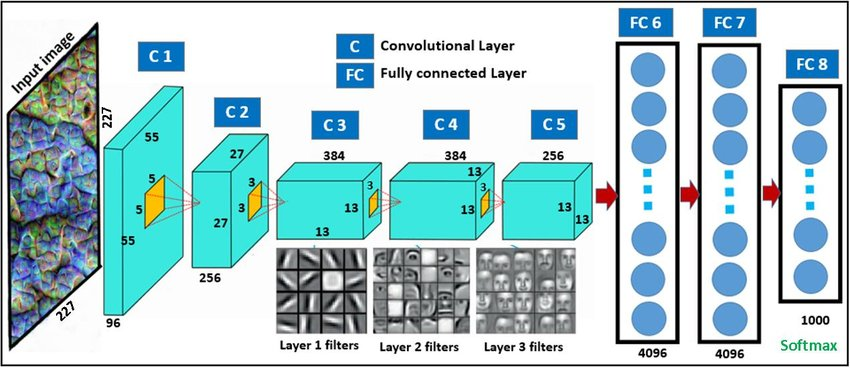 Input image
227
227
C 1
55
5
5
55
96
C 2
27
3
3
27
256
C
Convolutional Layer
FC
Fully connected Layer
C 3
384
3
13
13
C 4
384
13
3
13
C 5
256
13
13
Layer 1 filters
Layer 2 filters
Layer 3 filters
FC 6
4096
FC 7
4096
FC 8
1000
Softmax